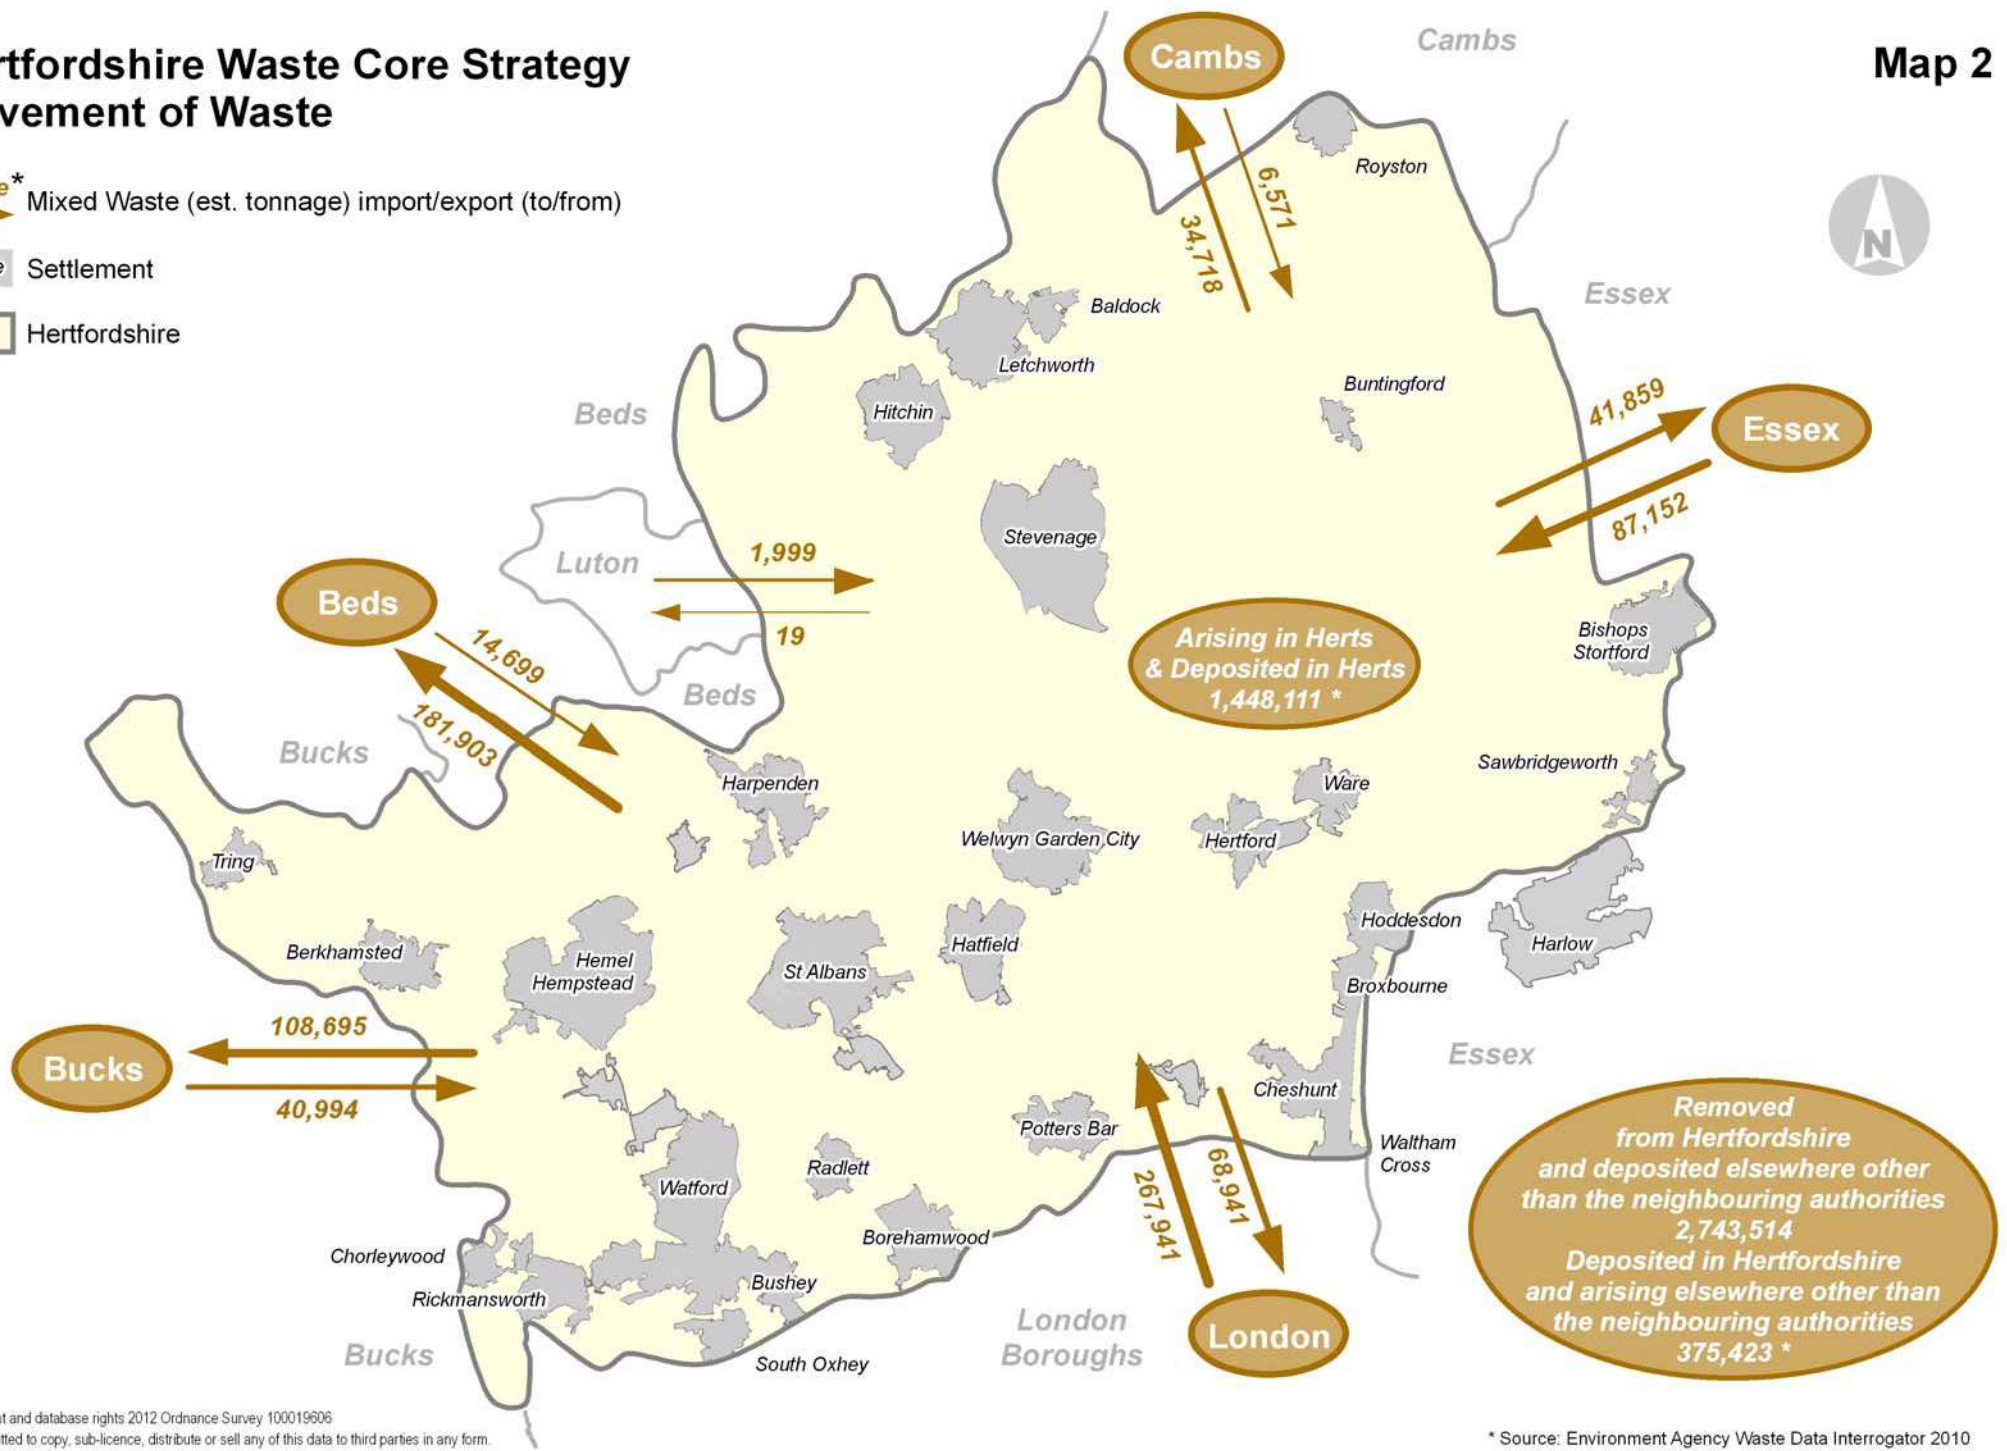 rtfordshire Waste Core Strategy
vement of Waste
Map 2
e*
Mixed Waste (est. tonnage) import/export (to/from)
e
Settlement
Hertfordshire
N
Cambs
Cambs
34,718
6,571
Royston
Essex
Baldock
Letchworth
Hitchin
Buntingford
Beds
41,859
Essex
87,152
Stevenage
Luton
1,999
19
Beds
14,699
181,903
Beds
Bucks
Arising in Herts
& Deposited in Herts
1,448,111 *
Bishops
Stortford
Sawbridgeworth
Harpenden
Ware
Welwyn Garden City
Hertford
Tring
Hoddesdon
Harlow
Berkhamsted
Hemel
Hempstead
St Albans
Hatfield
Broxbourne
108,695
Bucks
40,994
Essex
Cheshunt
Potters Bar
Waltham
Cross
Radlett
Watford
267,941
68,941
Borehamwood
Chorleywood
Rickmansworth
Bushey
South Oxhey
Bucks
London
Boroughs
London
Removed
from Hertfordshire
and deposited elsewhere other
than the neighbouring authorities
2,743,514
Deposited in Hertfordshire
and arising elsewhere other than
the neighbouring authorities
375,423 *
t and database rights 2012 Ordnance Survey 100019606
tted to copy, sub-licence, distribute or sell any of this data to third parties in any form.
* Source: Environment Agency Waste Data Interrogator 2010